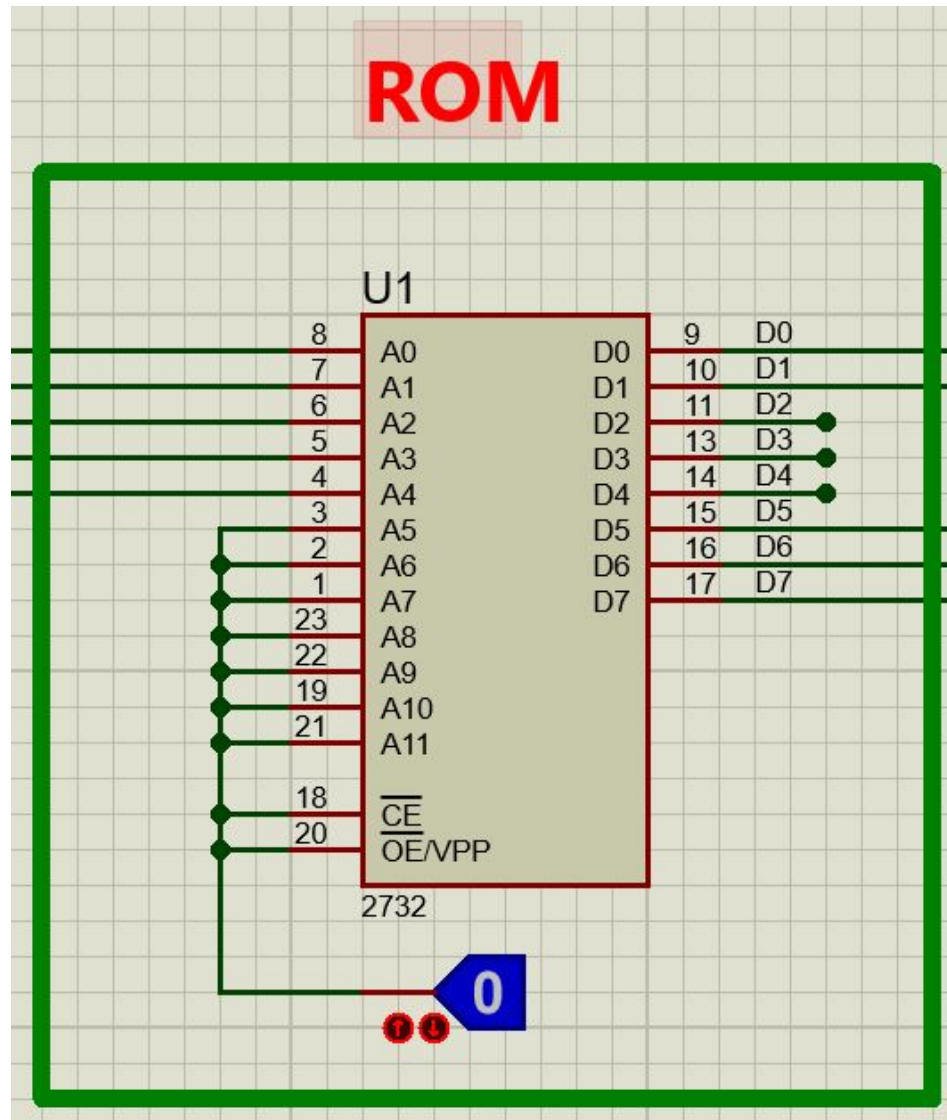 ROM
U1
8 A0 D0 9 D0
7 A1 D1 10 D1
6 A2 D2 11 D2
5 A3 D3 13 D3
4 A4 D4 14 D4
3 A5 D5 15 D5
2 A6 D6 16 D6
1 A7 D7 17 D7
23 A8
22 A9
19 A10
21 A11
18 CE
20 OE/VPP
2732
0